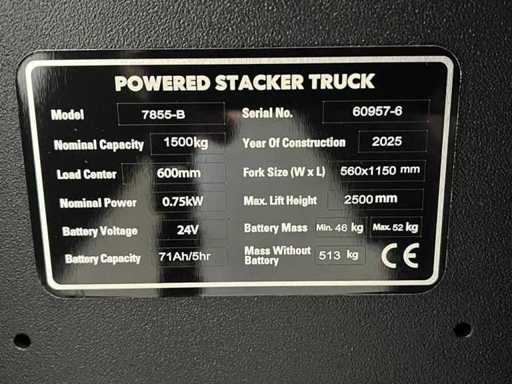 POWERED STACKER TRUCK
Model 7855-B Serial No. 60957-6
Nominal Capacity 1500kg Year Of Construction 2025
Load Center 600mm Fork Size (W x L) 560x1150 mm
Nominal Power 0.75kW Max. Lift Height 2500 mm
Battery Voltage 24V Battery Mass Min. 46 kg Max. 52 kg
Battery Capacity 71Ah/5hr Mass Without Battery 513 kg CE